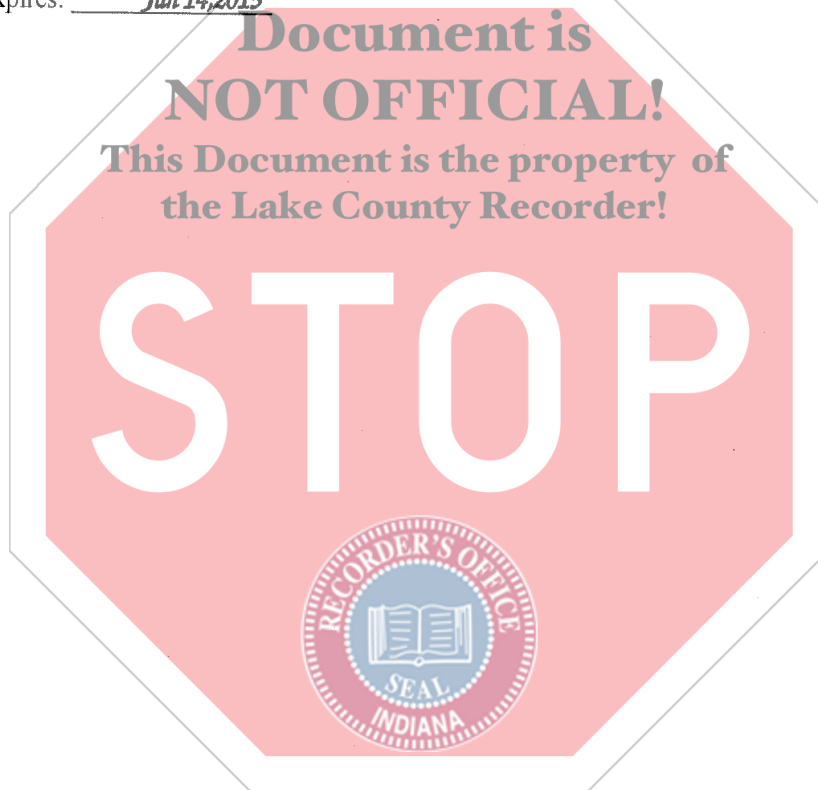 xpires: Jun 14,2015
Document is
NOT OFFICIAL!
This Document is the property of
the Lake County Recorder!
STOP
RECORDER'S OFFICE
SEAL
INDIANA